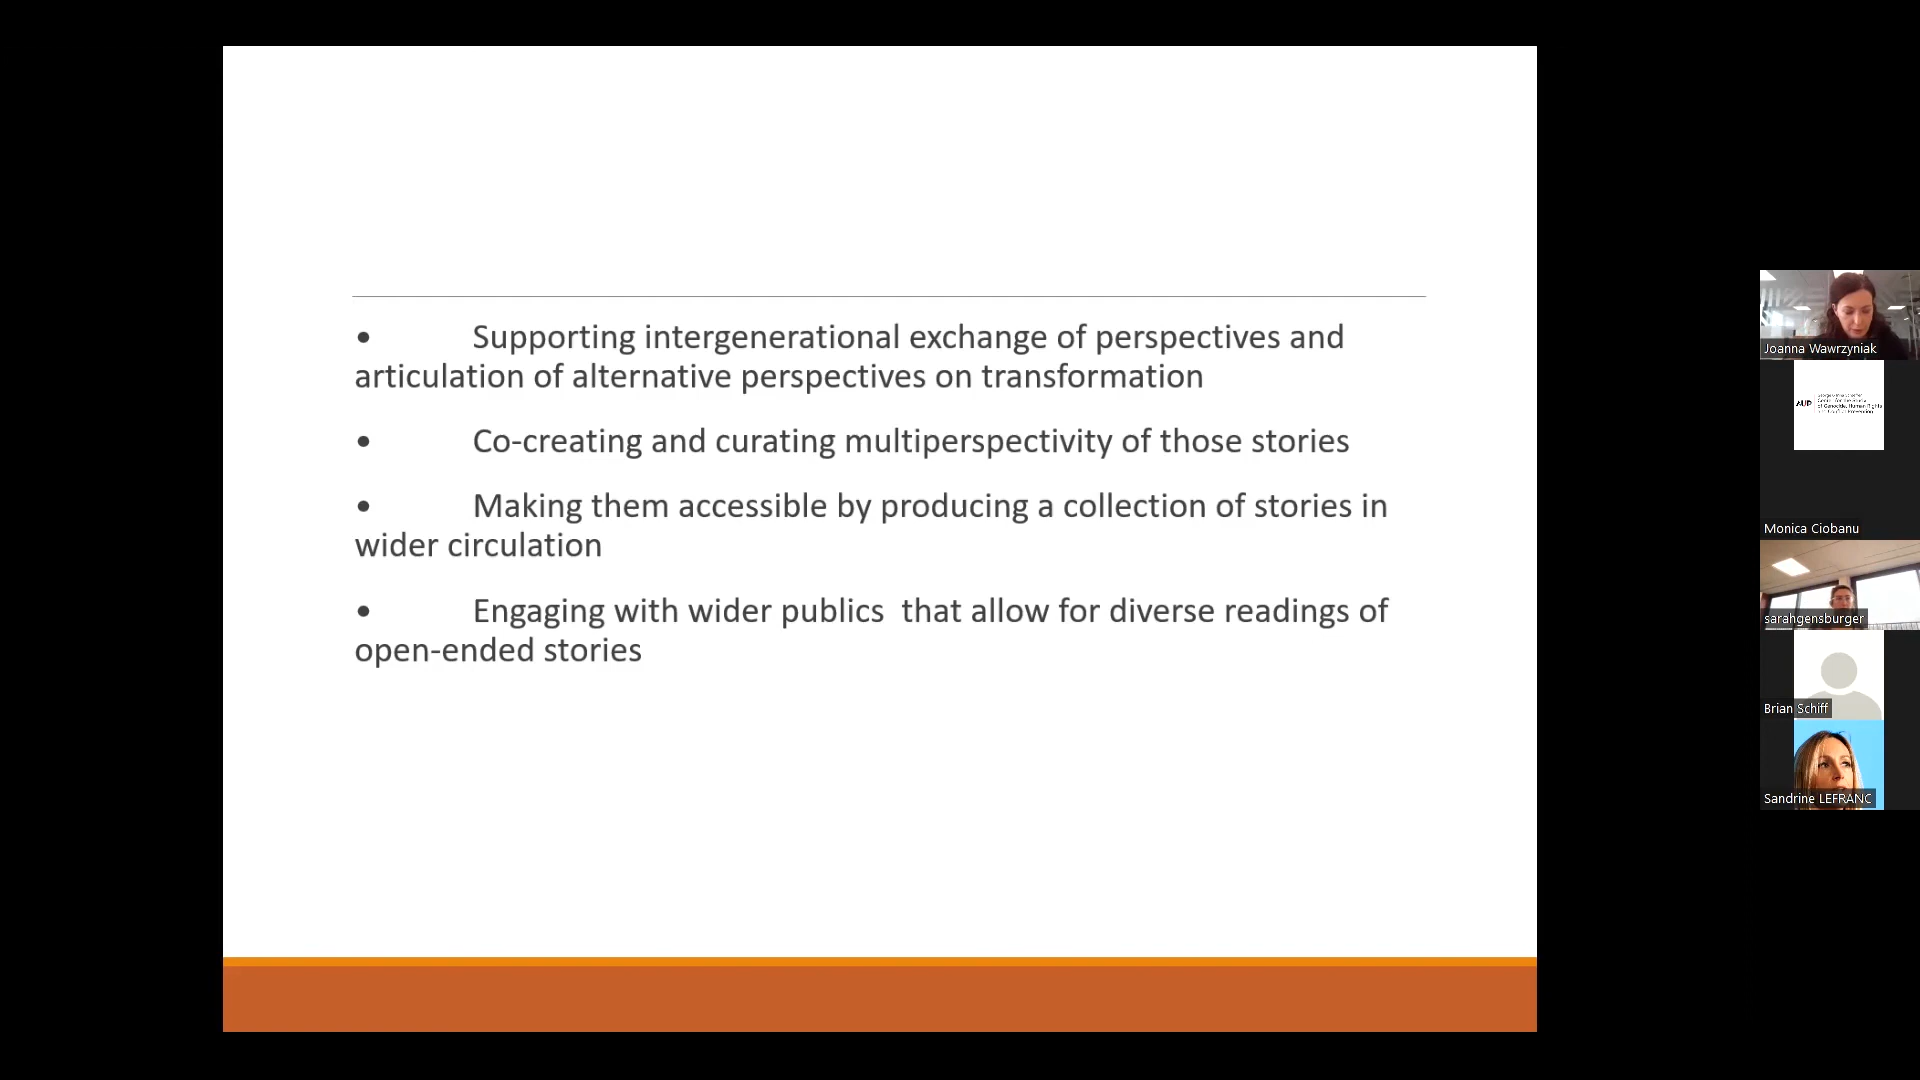 • Supporting intergenerational exchange of perspectives and
articulation of alternative perspectives on transformation
• Co-creating and curating multiperspectivity of those stories
• Making them accessible by producing a collection of stories in
wider circulation
• Engaging with wider publics  that allow for diverse readings of
open-ended stories
Joanna Wawrzyniak
AUP
Monica Ciobanu
sarahgensburger
Brian Schiff
Sandrine LEFRANC